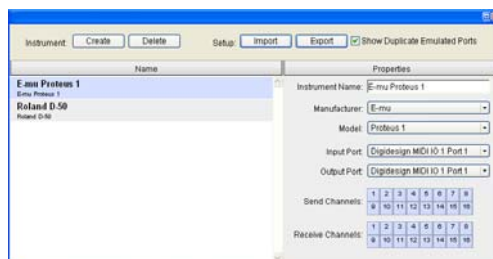 Instrument: Create Delete Setup: Import Export Show Duplicate Emulated Ports
Name
Properties
E-mu Proteus 1
E-mu Proteus 1
Roland D-50
Roland D-50
Instrument Name: E-mu Proteus 1
Manufacturer: E-mu
Model: Proteus 1
Input Port: Digidesign MIDI IO 1 Port 1
Output Port: Digidesign MIDI IO 1 Port 1
Send Channels: 1 2 3 4 5 6 7 8
9 10 11 12 13 14 15 16
Receive Channels: 1 2 3 4 5 6 7 8
9 10 11 12 13 14 15 16